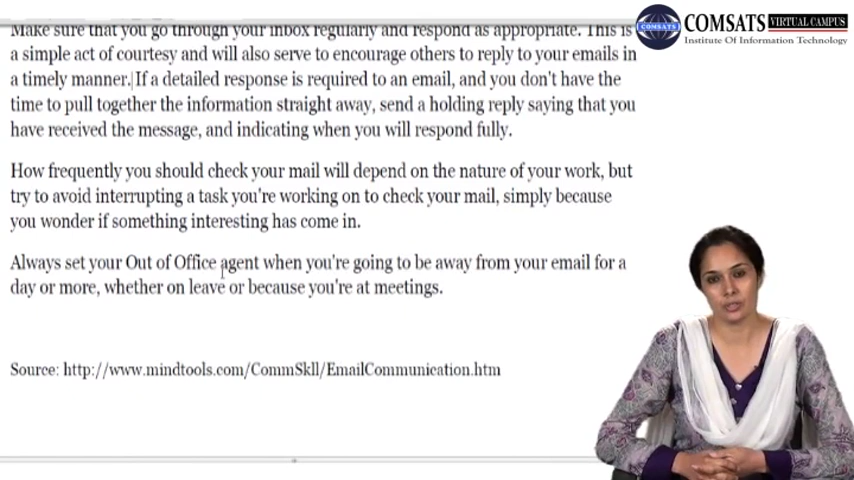 Make sure that you go through your inbox regularly and respond as appropriate. This is
a simple act of courtesy and will also serve to encourage others to reply to your emails in
a timely manner. If a detailed response is required to an email, and you don't have the
time to pull together the information straight away, send a holding reply saying that you
have received the message, and indicating when you will respond fully.
How frequently you should check your mail will depend on the nature of your work, but
try to avoid interrupting a task you're working on to check your mail, simply because
you wonder if something interesting has come in.
Always set your Out of Office agent when you're going to be away from your email for a
day or more, whether on leave or because you're at meetings.
Source: http://www.mindtools.com/CommSkll/EmailCommunication.htm
COMSATS
COMSATS VIRTUAL CAMPUS
Institute Of Information Technology